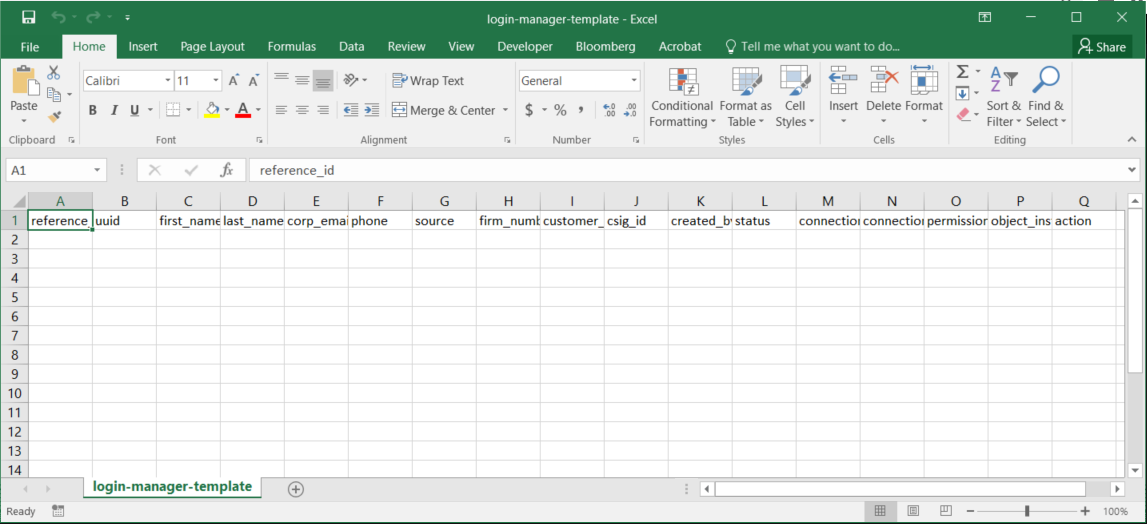 login-manager-template - Excel
File Home Insert Page Layout Formulas Data Review View Developer Bloomberg Acrobat Tell me what you want to do... Share
Calibri 11 Wrap Text General
Paste B I U Merge & Center $ % , Conditional Formatting Format as Table Cell Styles Insert Delete Format Sort & Filter Find & Select
Clipboard Font Alignment Number Styles Cells Editing
A1 fx reference_id
A B C D E F G H I J K L M N O P Q
1 reference_ uuid first_name last_name corp_emai phone source firm_numb customer_ csig_id created_by status connection connection permission object_ins action
2
3
4
5
6
7
8
9
10
11
12
13
14
login-manager-template
Ready 100%